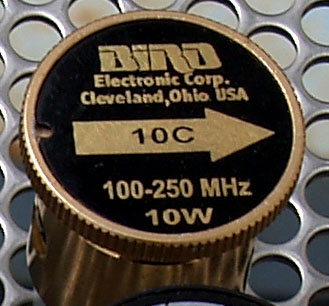 BIRD
Electronic Corp.
Cleveland,Ohio USA
10C
100-250 MHz
10W